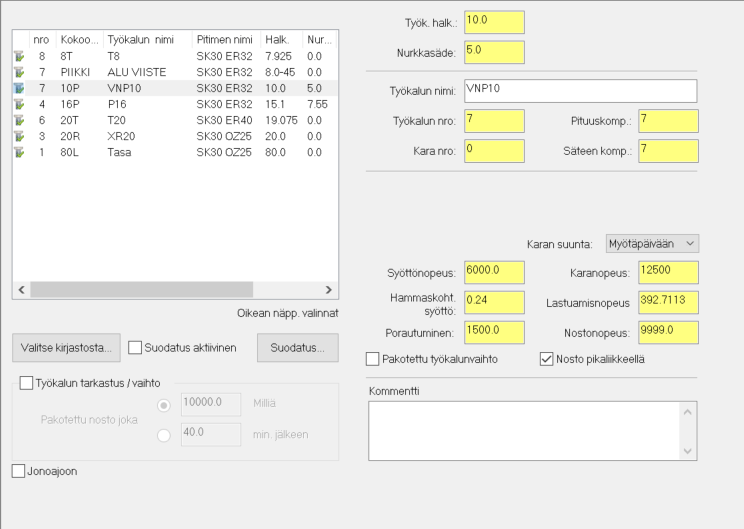 nro Kokoo... Työkalun nimi Pitimen nimi Halk. Nur...
8 8T T8 SK30 ER32 7.925 0.0
7 PIIKKI ALU VIISTE SK30 ER32 8.0-45 0.0
7 10P VNP10 SK30 ER32 10.0 5.0
4 16P P16 SK30 ER32 15.1 7.55
6 20T T20 SK30 ER40 19.075 0.0
3 20R XR20 SK30 OZ25 20.0 0.0
1 80L Tasa SK30 OZ25 80.0 0.0
Oikean näpp. valinnat
Valitse kirjastosta... Suodatus aktiivinen Suodatus...
Työkalun tarkastus / vaihto
Pakotettu nosto joka
10000.0 Milliä
40.0 min. jälkeen
Jonoajoon
Työk. halk.: 10.0
Nurkkasäde: 5.0
Työkalun nimi: VNP10
Työkalun nro: 7 Pituuskomp.: 7
Kara nro: 0 Säteen komp.: 7
Karan suunta: Myötäpäivään
Syöttönopeus: 6000.0 Karanopeus: 12500
Hammaskoht. syöttö: 0.24 Lastuamisnopeus 392.7113
Porautuminen: 1500.0 Nostonopeus: 9999.0
Pakotettu työkalunvaihto Nosto pikaliikkeellä
Kommentti